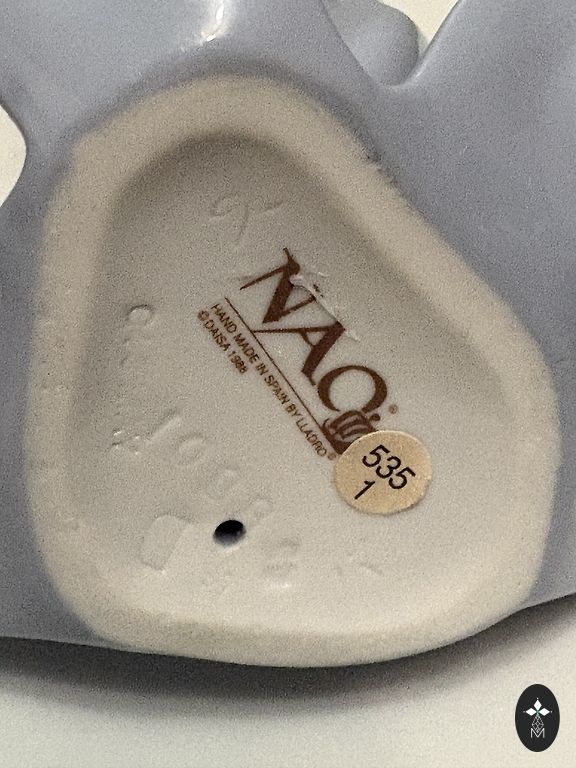 NAO®
HAND MADE IN SPAIN BY LLADRO®
© DAISA 1986
535
1
M